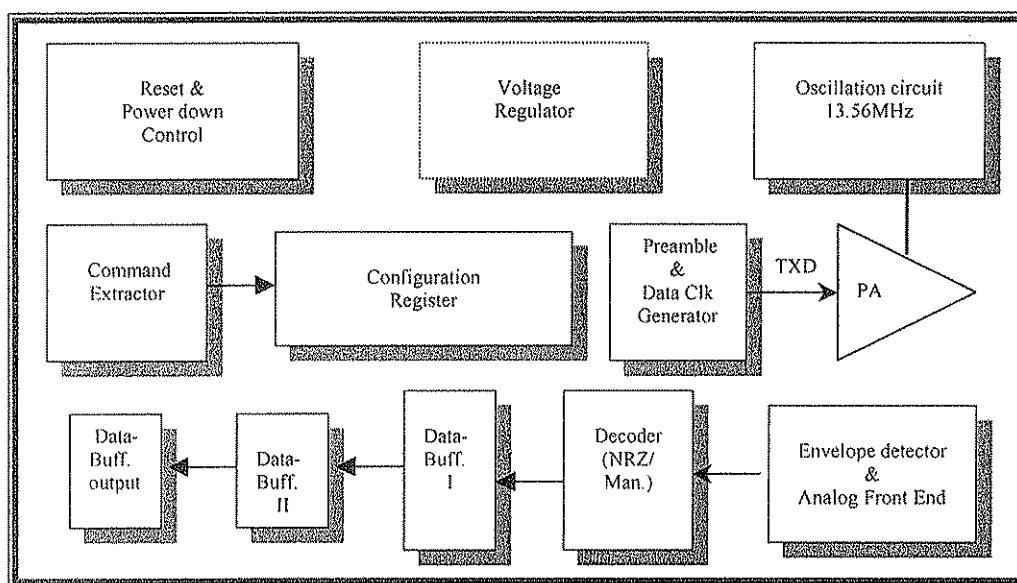 Reset &
Power down
Control
Voltage
Regulator
Oscillation circuit
13.56MHz
Command
Extractor
Configuration
Register
Preamble
&
Data Clk
Generator
TXD
PA
Data-
Buff.
output
Data-
Buff.
II
Data-
Buff.
I
Decoder
(NRZ/
Man.)
Envelope detector
&
Analog Front End